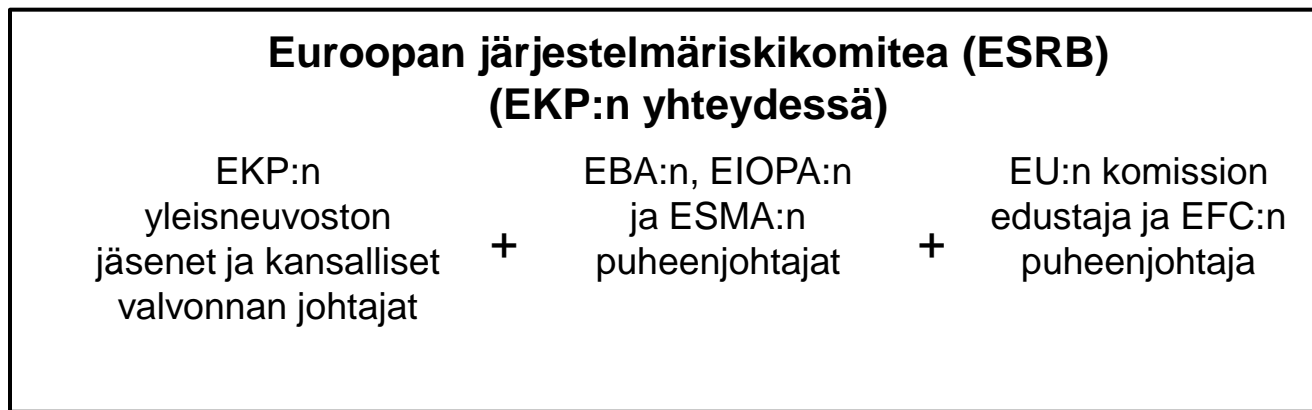 Euroopan järjestelmäriskikomitea (ESRB)
(EKP:n yhteydessä)
EKP:n
yleisneuvoston
jäsenet ja kansalliset
valvonnan johtajat
+
EBA:n, EIOPA:n
ja ESMA:n
puheenjohtajat
+
EU:n komission
edustaja ja EFC:n
puheenjohtaja